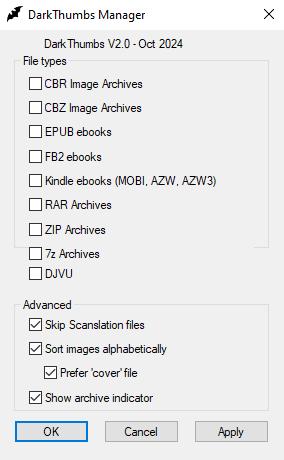 DarkThumbs Manager
DarkThumbs V2.0 - Oct 2024
File types
CBR Image Archives
CBZ Image Archives
EPUB ebooks
FB2 ebooks
Kindle ebooks (MOBI, AZW, AZW3)
RAR Archives
ZIP Archives
7z Archives
DJVU
Advanced
Skip Scanslation files
Sort images alphabetically
Prefer 'cover' file
Show archive indicator
OK Cancel Apply